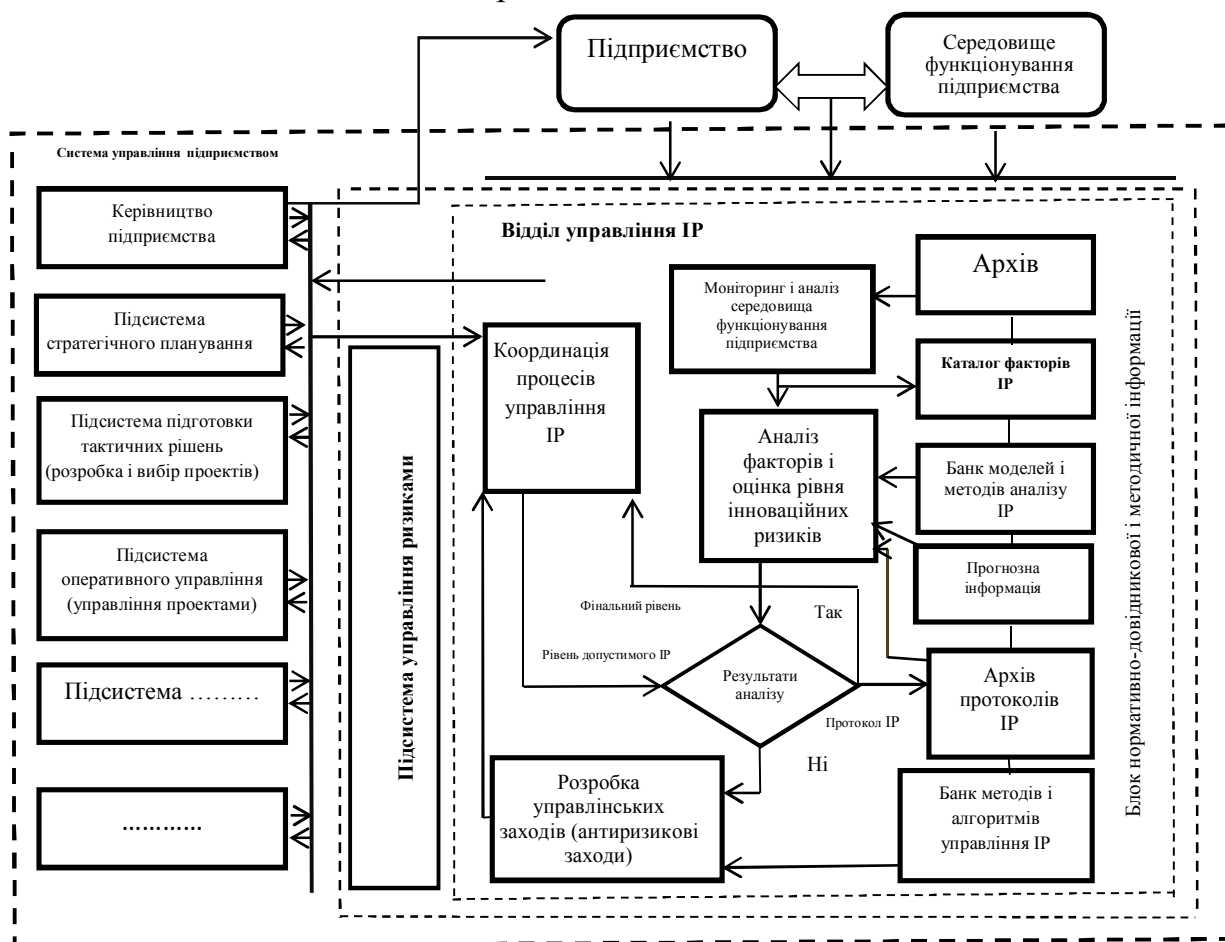 Підприємство
Середовище
функціонування
підприємства
Система управління підприємством
Керівництво
підприємства
Підсистема
стратегічного планування
Підсистема підготовки
тактичних рішень
(розробка і вибір проектів)
Підсистема
оперативного управління
(управління проектами)
Підсистема ………
…………
Підсистема управління ризиками
Відділ управління ІР
Координація
процесів
управління
ІР
Моніторинг і аналіз
середовища
функціонування
підприємства
Аналіз
факторів і
оцінка рівня
інноваційних
ризиків
Фінальний рівень
Так
Рівень допустимого ІР
Результати
аналізу
Протокол ІР
Ні
Розробка
управлінських
заходів (антиризикові
заходи)
Архів
Каталог факторів
ІР
Банк моделей і
методів аналізу
ІР
Прогнозна
інформація
Архів
протоколів
ІР
Банк методів і
алгоритмів
управління ІР
Блок нормативно-довідникової і методичної інформації